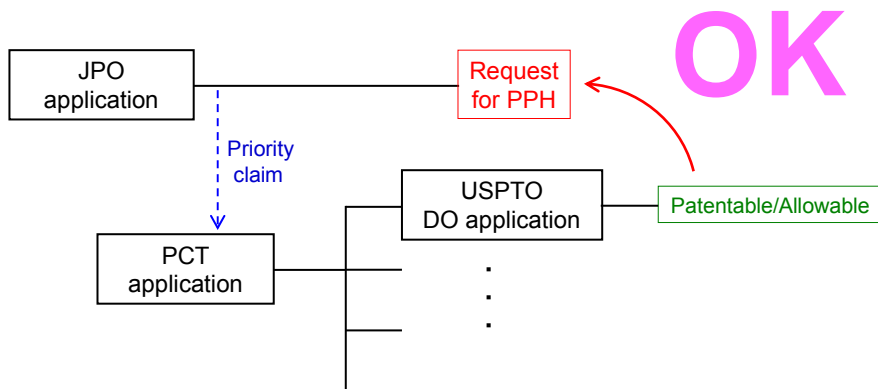 OK
JPO
application
Request
for PPH
Priority
claim
USPTO
DO application
Patentable/Allowable
PCT
application